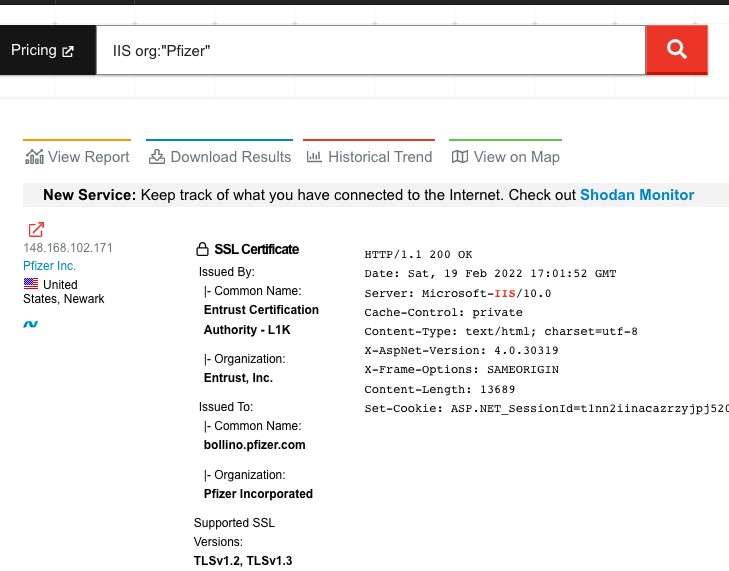 Pricing
IIS org:"Pfizer"
View Report
Download Results
Historical Trend
View on Map
New Service: Keep track of what you have connected to the Internet. Check out Shodan Monitor
148.168.102.171
Pfizer Inc.
United
States, Newark
SSL Certificate
Issued By:
|- Common Name:
Entrust Certification
Authority - L1K
|- Organization:
Entrust, Inc.
Issued To:
|- Common Name:
bollino.pfizer.com
|- Organization:
Pfizer Incorporated
Supported SSL
Versions:
TLSv1.2, TLSv1.3
HTTP/1.1 200 OK
Date: Sat, 19 Feb 2022 17:01:52 GMT
Server: Microsoft-IIS/10.0
Cache-Control: private
Content-Type: text/html; charset=utf-8
X-AspNet-Version: 4.0.30319
X-Frame-Options: SAMEORIGIN
Content-Length: 13689
Set-Cookie: ASP.NET_SessionId=t1nn2iinacazrzyjpj520